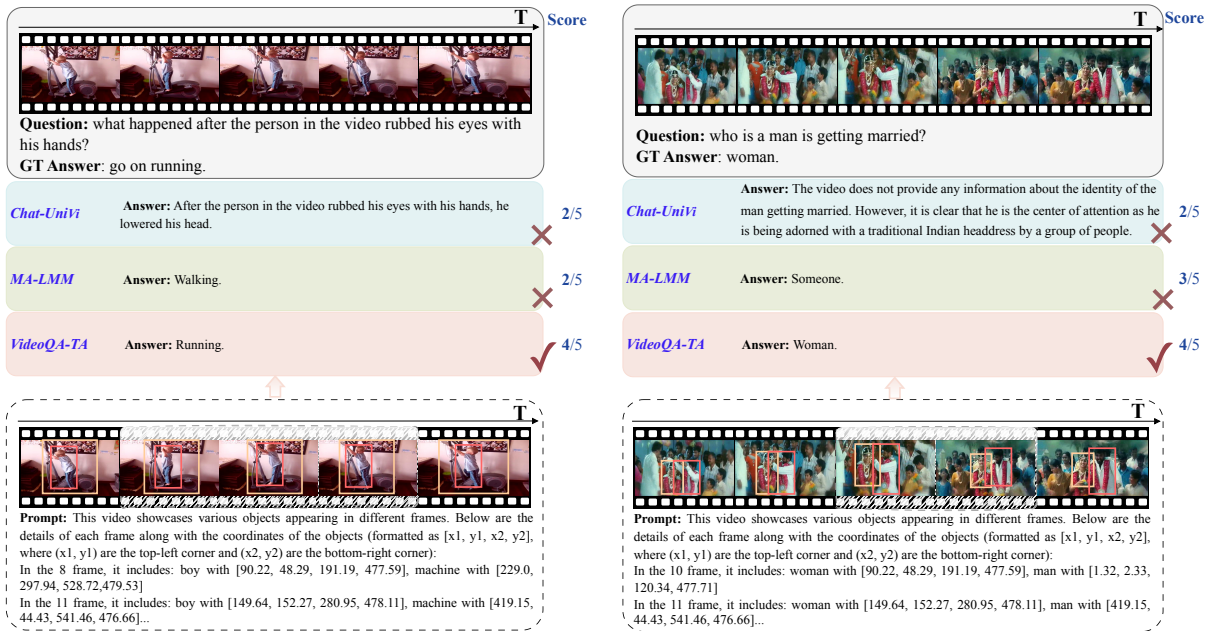 T
Score
Question: what happened after the person in the video rubbed his eyes with
his hands?
GT Answer: go on running.
Chat-UniVi
Answer: After the person in the video rubbed his eyes with his hands, he
lowered his head.
2/5
MA-LMM
Answer: Walking.
2/5
VideoQA-TA
Answer: Running.
4/5
T
Prompt: This video showcases various objects appearing in different frames. Below are the
details of each frame along with the coordinates of the objects (formatted as [x1, y1, x2, y2],
where (x1, y1) are the top-left corner and (x2, y2) are the bottom-right corner):
In the 8 frame, it includes: boy with [90.22, 48.29, 191.19, 477.59], machine with [229.0,
297.94, 528.72,479.53]
In the 11 frame, it includes: boy with [149.64, 152.27, 280.95, 478.11], machine with [419.15,
44.43, 541.46, 476.66]...
T
Score
Question: who is a man is getting married?
GT Answer: woman.
Chat-UniVi
Answer: The video does not provide any information about the identity of the
man getting married. However, it is clear that he is the center of attention as he
is being adorned with a traditional Indian headdress by a group of people.
2/5
MA-LMM
Answer: Someone.
3/5
VideoQA-TA
Answer: Woman.
4/5
T
Prompt: This video showcases various objects appearing in different frames. Below are the
details of each frame along with the coordinates of the objects (formatted as [x1, y1, x2, y2],
where (x1, y1) are the top-left corner and (x2, y2) are the bottom-right corner):
In the 10 frame, it includes: woman with [90.22, 48.29, 191.19, 477.59], man with [1.32, 2.33,
120.34, 477.71]
In the 11 frame, it includes: woman with [149.64, 152.27, 280.95, 478.11], man with [419.15,
44.43, 541.46, 476.66]...